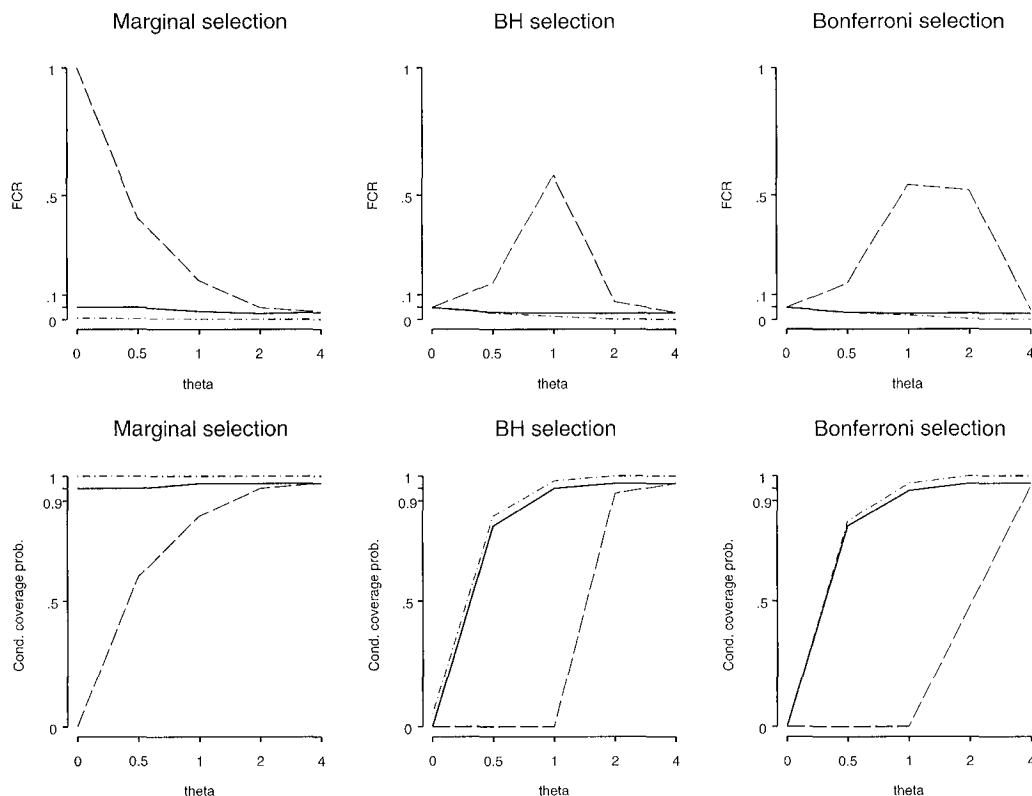 Marginal selection
BH selection
Bonferroni selection
FCR
1
.5
.1
0
0 0.5 1 2 4
theta
FCR
1
.5
.1
0
0 0.5 1 2 4
theta
FCR
1
.5
.1
0
0 0.5 1 2 4
theta
Marginal selection
BH selection
Bonferroni selection
Cond. coverage prob.
1
0.9
.5
0
0 0.5 1 2 4
theta
Cond. coverage prob.
1
0.9
.5
0
0 0.5 1 2 4
theta
Cond. coverage prob.
1
0.9
.5
0
0 0.5 1 2 4
theta